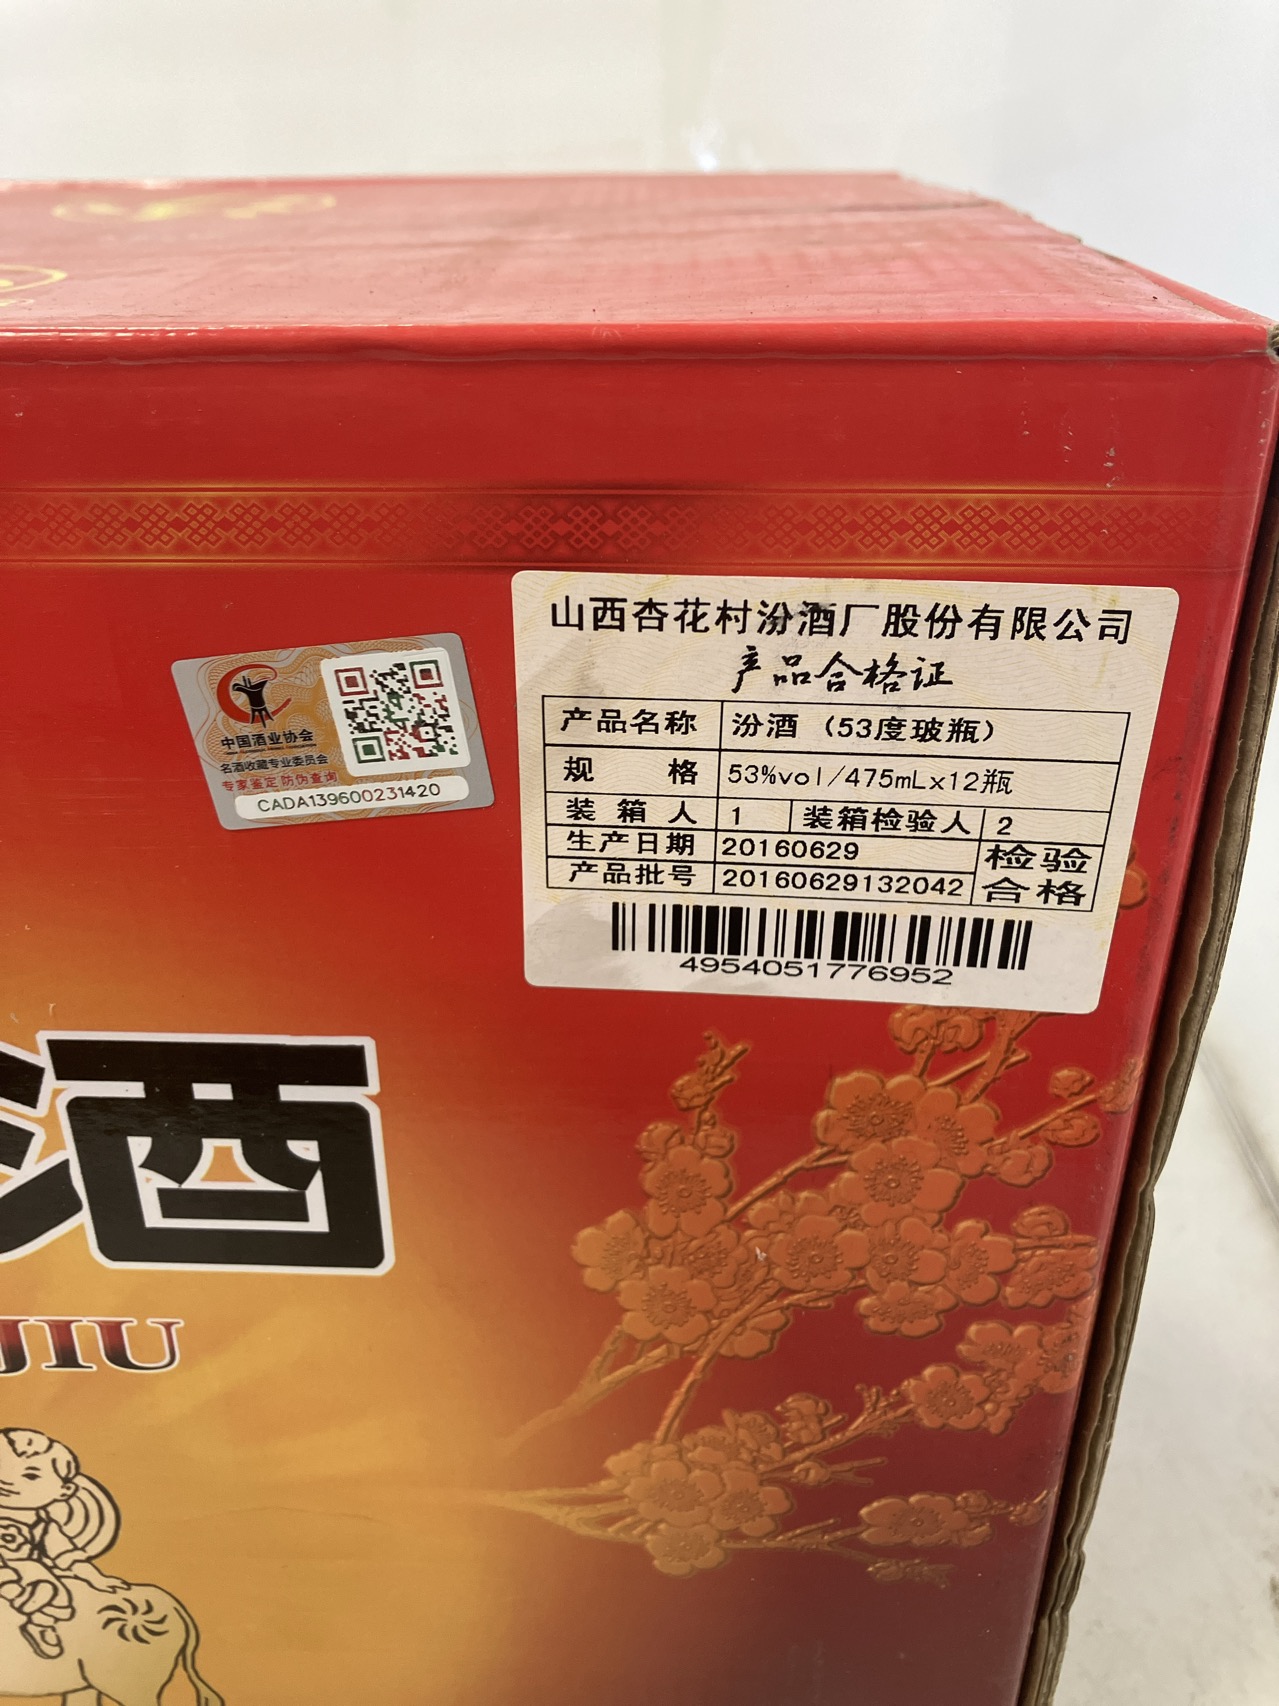 山西杏花村汾酒厂股份有限公司
产品合格证
产品名称 汾酒（53度玻瓶）
规格 53%vol/475mLx12瓶
装箱人 1 装箱检验人 2
生产日期 20160629 检验
产品批号 20160629132042 合格
4954051776952
中国酒业协会
名酒收藏专业委员会
专家鉴定 防伪查询
CADA139600231420
酒
JIU